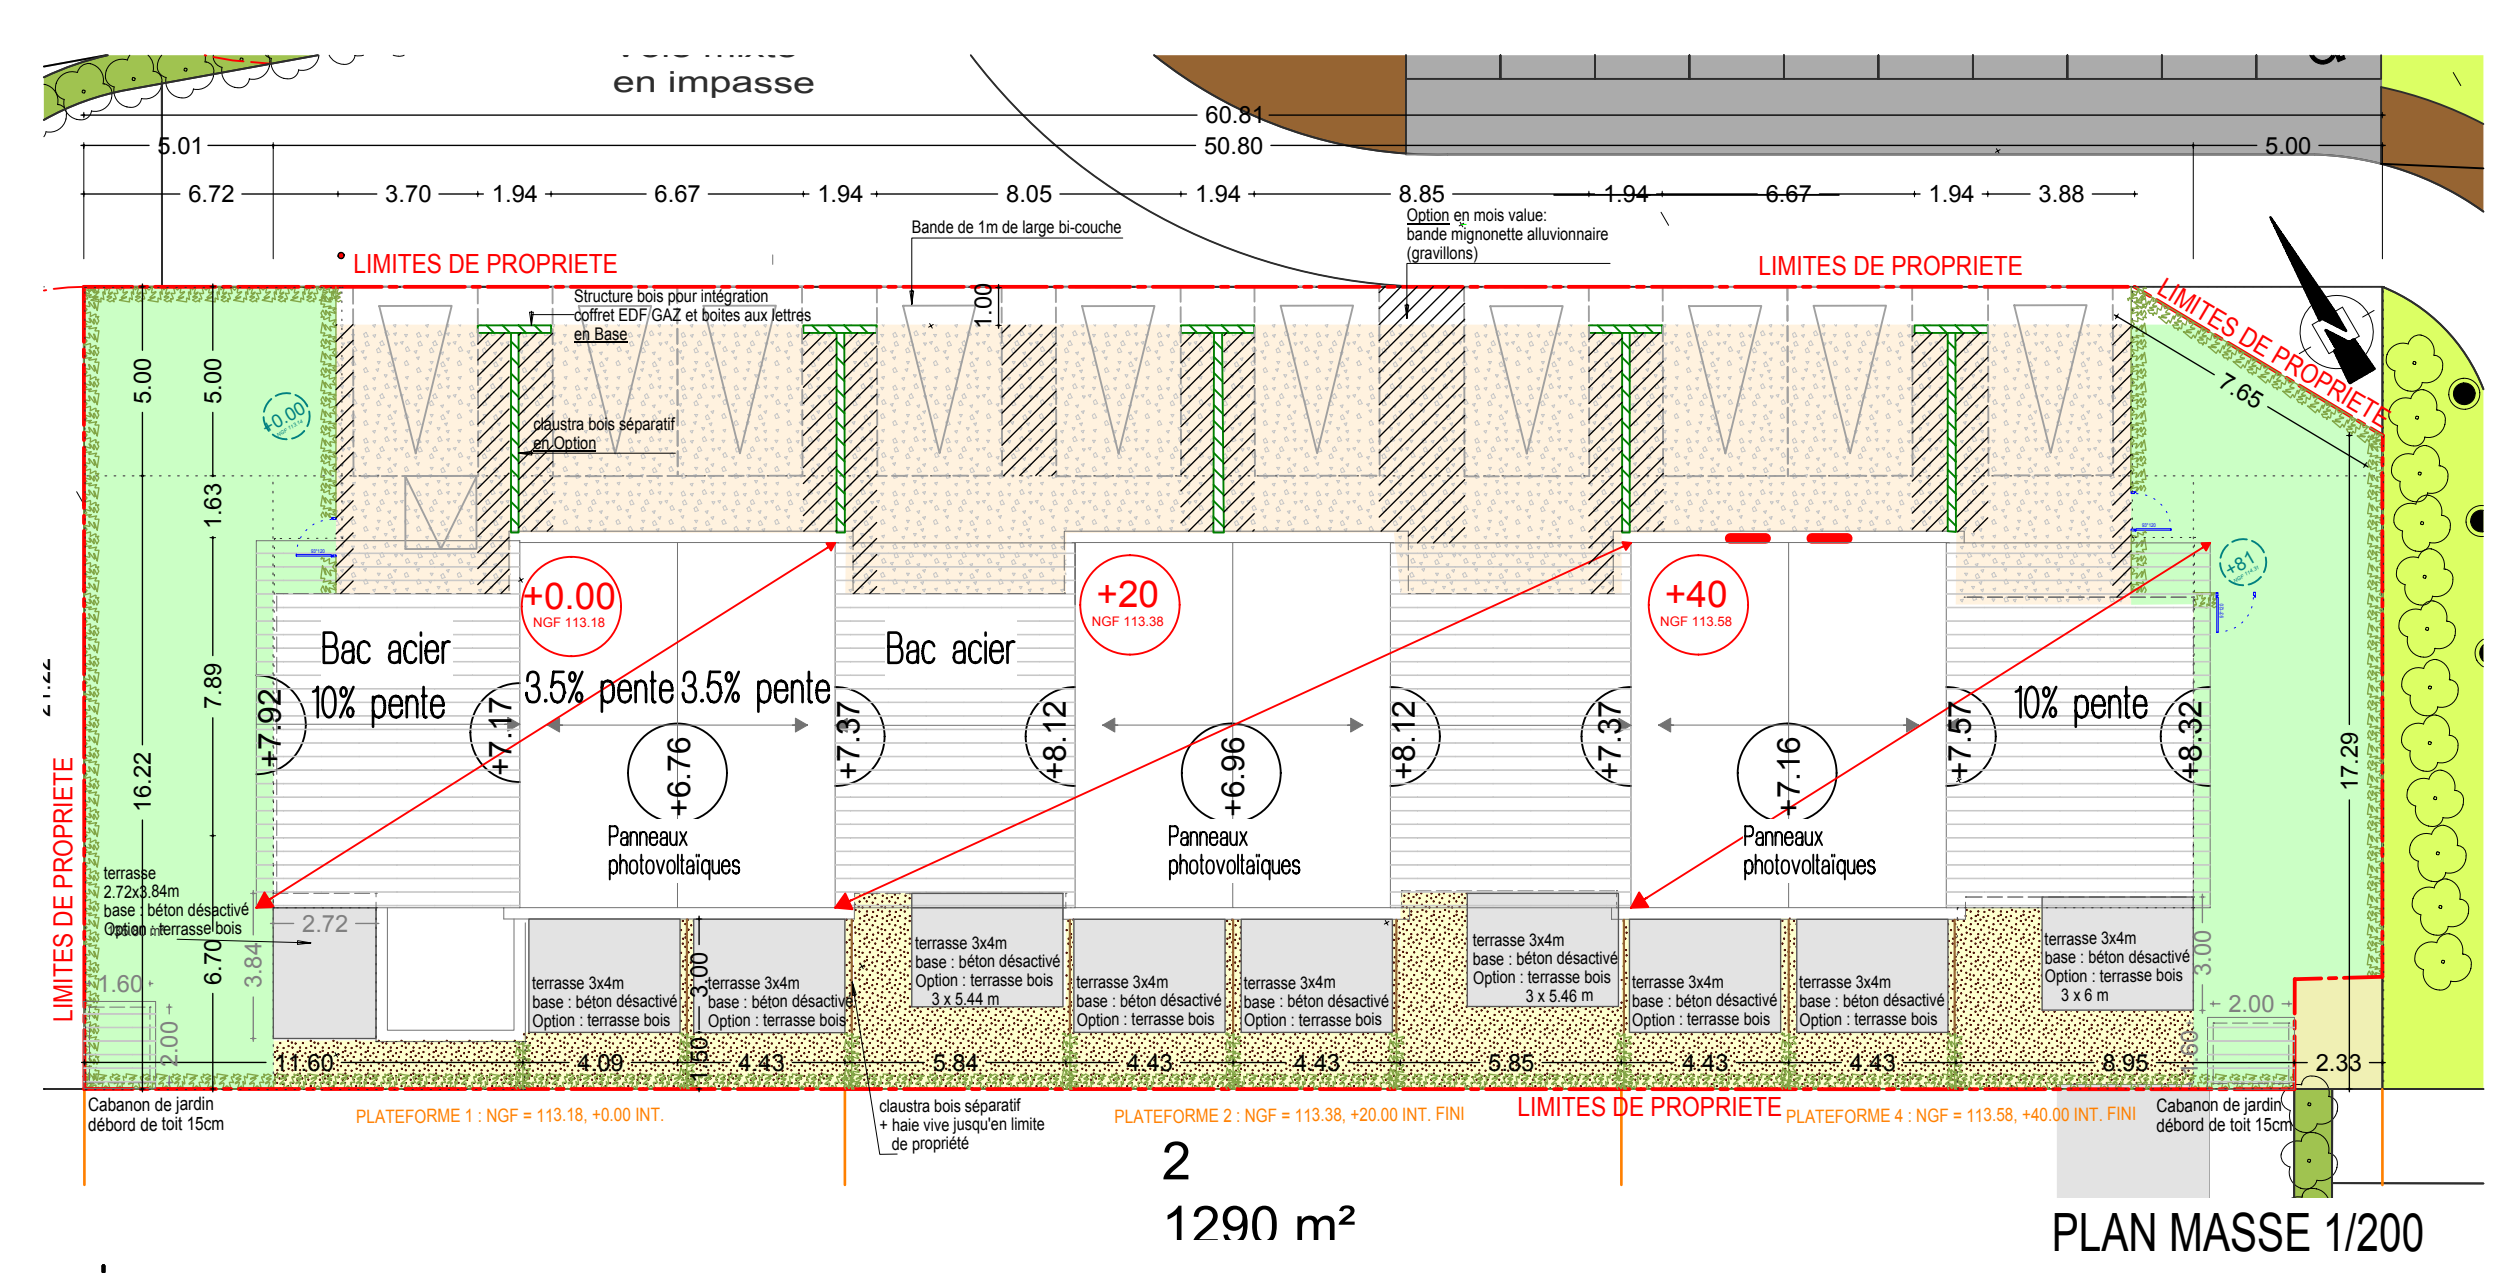 en impasse
60.81
5.01
50.80
5.00
6.72
3.70
1.94
6.67
1.94
8.05
1.94
8.85
1.94
6.67
1.94
3.88
Bande de 1m de large bi-couche
Option en mois value:
bande mignonette alluvionnaire
(gravillons)
LIMITES DE PROPRIETE
LIMITES DE PROPRIETE
LIMITES DE PROPRIETE
LIMITES DE PROPRIETE
Structure bois pour intégration
coffret EDF GAZ et boites aux lettres
en Base
1.00
N
7.65
5.00
5.00
+0.00
NGF 113.14
claustra bois séparatif
en Option
1.63
+81
NGF 114.31
+0.00
NGF 113.18
+20
NGF 113.38
+40
NGF 113.58
Bac acier
10% pente
3.5% pente
3.5% pente
Bac acier
10% pente
7.89
+7.92
+7.17
+7.37
+8.12
+8.12
+7.37
+7.57
+8.32
+6.76
+6.96
+7.16
16.22
17.29
Panneaux
photovoltaïques
Panneaux
photovoltaïques
Panneaux
photovoltaïques
LIMITES DE PROPRIETE
terrasse
2.72x3.84m
base : béton désactivé
Option : terrasse bois
2.72
3.84
6.70
1.60
2.00
3.00
1.50
terrasse 3x4m
base : béton désactivé
Option : terrasse bois
terrasse 3x4m
base : béton désactivé
Option : terrasse bois
terrasse 3x4m
base : béton désactivé
Option : terrasse bois
3 x 5.44 m
terrasse 3x4m
base : béton désactivé
Option : terrasse bois
terrasse 3x4m
base : béton désactivé
Option : terrasse bois
terrasse 3x4m
base : béton désactivé
Option : terrasse bois
3 x 5.46 m
terrasse 3x4m
base : béton désactivé
Option : terrasse bois
terrasse 3x4m
base : béton désactivé
Option : terrasse bois
terrasse 3x4m
base : béton désactivé
Option : terrasse bois
3 x 6 m
3.00
2.00
1.60
11.60
4.09
4.43
5.84
4.43
4.43
5.85
4.43
4.43
8.95
2.33
Cabanon de jardin
débord de toit 15cm
PLATEFORME 1 : NGF = 113.18, +0.00 INT.
claustra bois séparatif
+ haie vive jusqu'en limite
de propriété
PLATEFORME 2 : NGF = 113.38, +20.00 INT. FINI
LIMITES DE PROPRIETE
PLATEFORME 4 : NGF = 113.58, +40.00 INT. FINI
Cabanon de jardin
débord de toit 15cm
2
1290 m²
PLAN MASSE 1/200